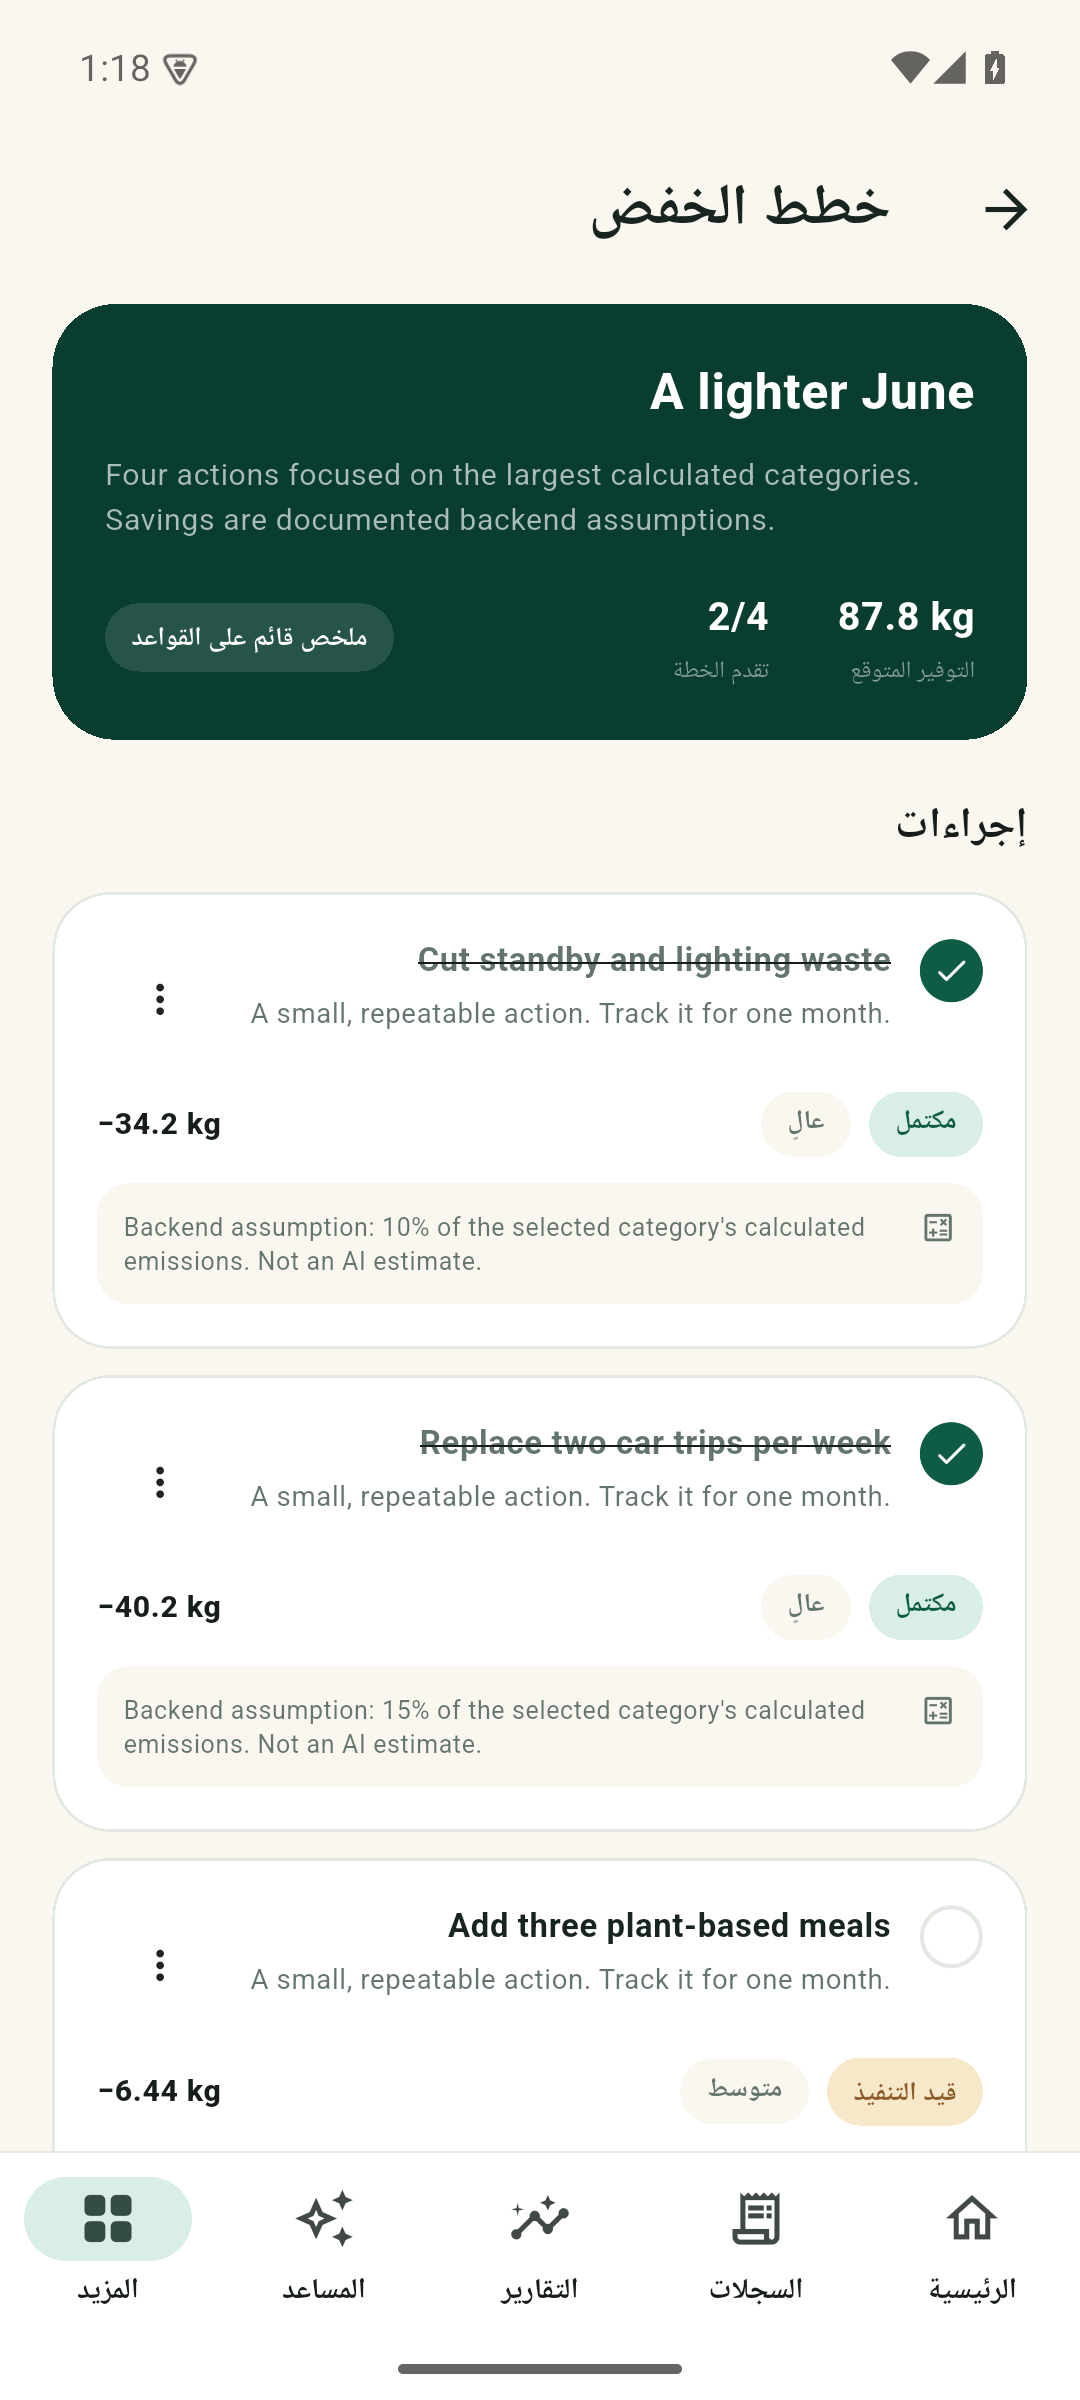 1:18
خطط الخفض
A lighter June
Four actions focused on the largest calculated categories.
Savings are documented backend assumptions.
87.8 kg
التوفير المتوقع
2/4
تقدم الخطة
ملخص قائم على القواعد
إجراءات
Cut standby and lighting waste
A small, repeatable action. Track it for one month.
مكتمل
عالٍ
−34.2 kg
Backend assumption: 10% of the selected category's calculated
emissions. Not an AI estimate.
Replace two car trips per week
A small, repeatable action. Track it for one month.
مكتمل
عالٍ
−40.2 kg
Backend assumption: 15% of the selected category's calculated
emissions. Not an AI estimate.
Add three plant-based meals
A small, repeatable action. Track it for one month.
قيد التنفيذ
متوسط
−6.44 kg
الرئيسية
السجلات
التقارير
المساعد
المزيد